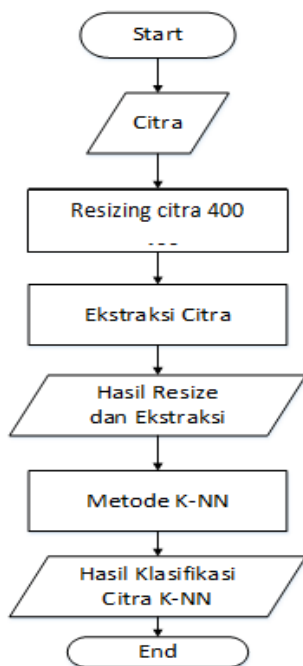 Start
Citra
Resizing citra 400
Ekstraksi Citra
Hasil Resize
dan Ekstraksi
Metode K-NN
Hasil Klasifikasi
Citra K-NN
End